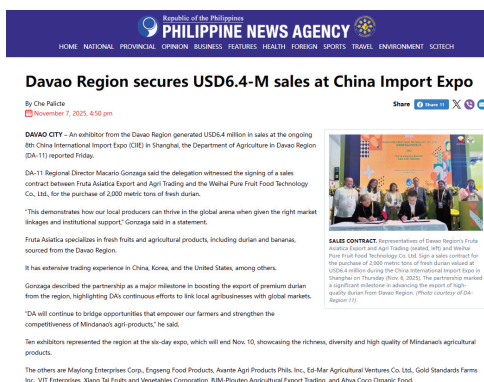 Republic of the Philippines
PHILIPPINE NEWS AGENCY
HOME NATIONAL PROVINCIAL OPINION BUSINESS FEATURES HEALTH FOREIGN SPORTS TRAVEL ENVIRONMENT SCITECH
Davao Region secures USD6.4-M sales at China Import Expo
By Che Palicte
Share Share 11
November 7, 2025, 4:50 pm
DAVAO CITY – An exhibitor from the Davao Region generated USD6.4 million in sales at the ongoing
8th China International Import Expo (CIIE) in Shanghai, the Department of Agriculture in Davao Region
(DA-11) reported Friday.
DA-11 Regional Director Macario Gonzaga said the delegation witnessed the signing of a sales
contract between Fruta Asiatica Export and Agri Trading and the Weihai Pure Fruit Food Technology
Co., Ltd., for the purchase of 2,000 metric tons of fresh durian.
“This demonstrates how our local producers can thrive in the global arena when given the right market
linkages and institutional support,” Gonzaga said in a statement.
Fruta Asiatica specializes in fresh fruits and agricultural products, including durian and bananas,
sourced from the Davao Region.
It has extensive trading experience in China, Korea, and the United States, among others.
Gonzaga described the partnership as a major milestone in boosting the export of premium durian
from the region, highlighting DA’s continuous efforts to link local agribusinesses with global markets.
“DA will continue to bridge opportunities that empower our farmers and strengthen the
competitiveness of Mindanao’s agri-products,” he said.
SALES CONTRACT. Representatives of Davao Region’s Fruta
Asiatica Export and Agri Trading (seated, left) and Weihai
Pure Fruit Food Technology Co. Ltd. Sign a sales contract for
the purchase of 2,000 metric tons of fresh durian valued at
USD6.4 million during the China International Import Expo in
Shanghai on Thursday (Nov. 6, 2025). The partnership marked
a significant milestone in advancing the export of high-
quality durian from Davao Region. (Photo courtesy of DA-
Region 11)
Ten exhibitors represented the region at the six-day expo, which will end Nov. 10, showcasing the richness, diversity and high quality of Mindanao’s agricultural
products.
The others are Maylong Enterprises Corp., Engseng Food Products, Avante Agri Products Phils. Inc., Ed-Mar Agricultural Ventures Co. Ltd., Gold Standards Farms
Inc., VJT Enterprises, Xiang Tai Fruits and Vegetables Corporation, BJM-Plouteo Agricultural Export Trading, and Ahya Coco Organic Food.